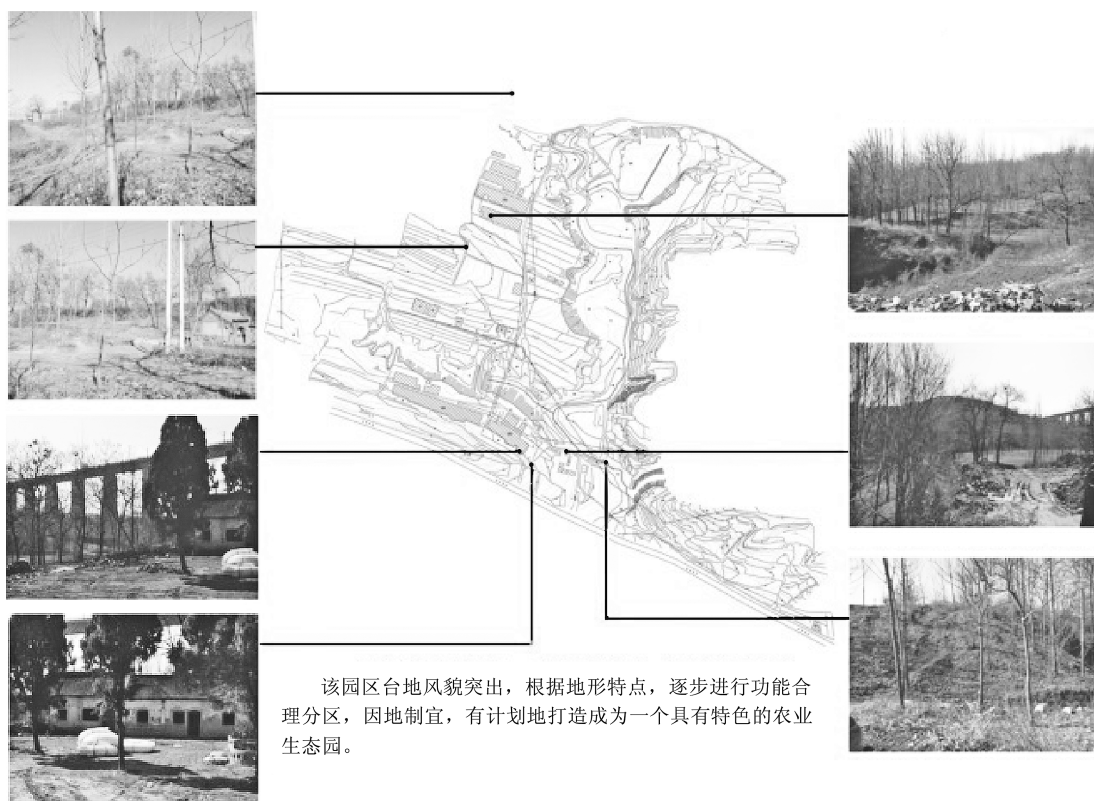 该园区台地风貌突出，根据地形特点，逐步进行功能合
理分区，因地制宜，有计划地打造成为一个具有特色的农业
生态园。